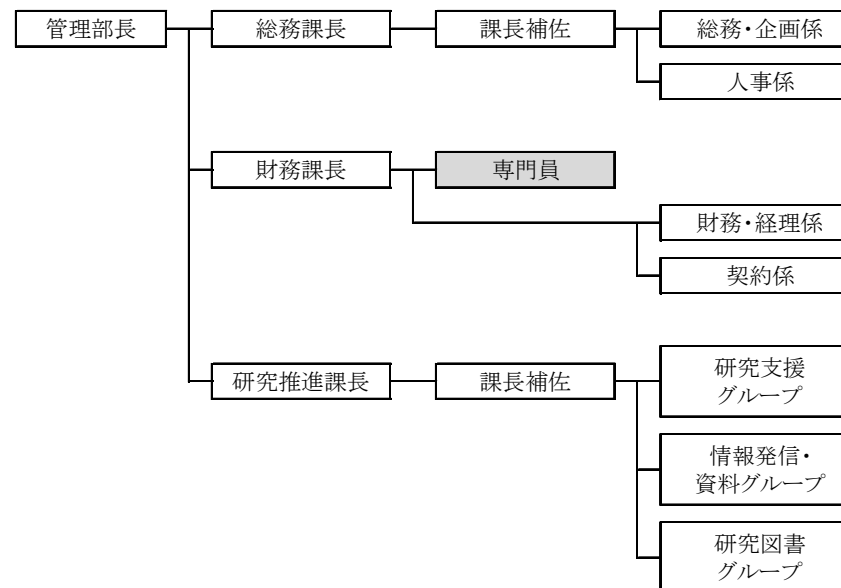 管理部長
総務課長
課長補佐
総務・企画係
人事係
財務課長
専門員
財務・経理係
契約係
研究推進課長
課長補佐
研究支援
グループ
情報発信・
資料グループ
研究図書
グループ